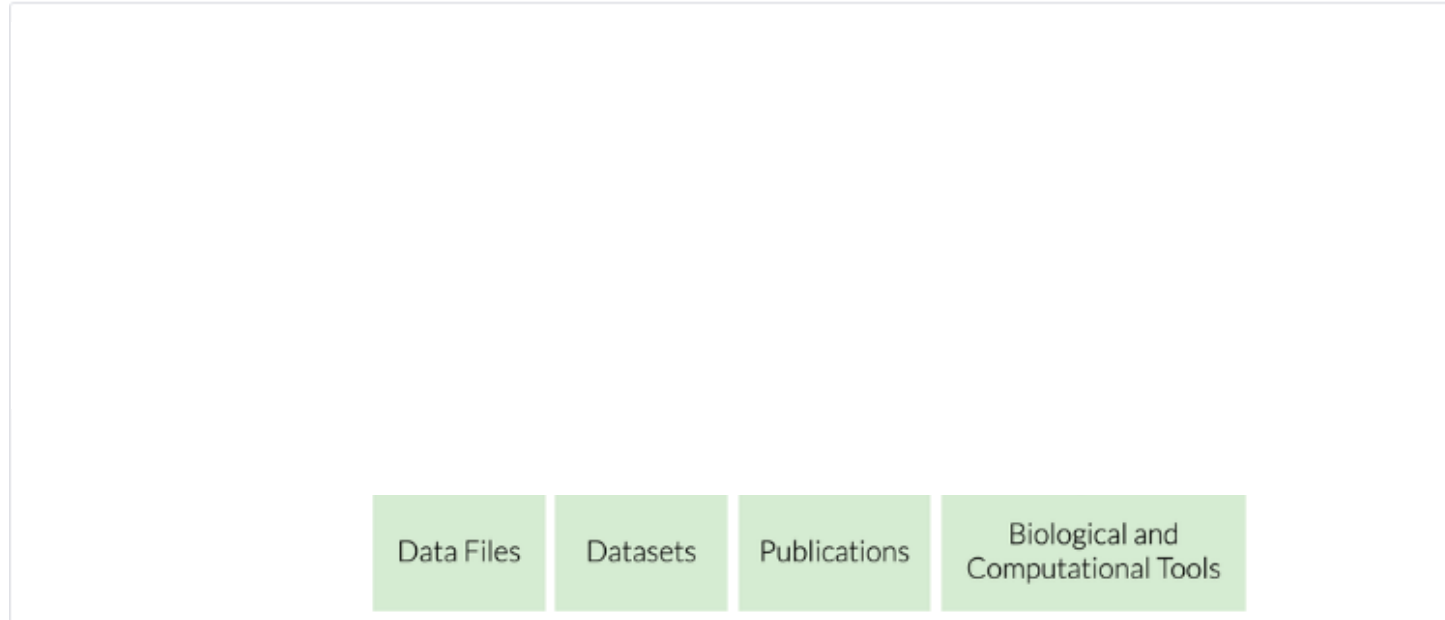 Data Files
Datasets
Publications
Biological and
Computational Tools